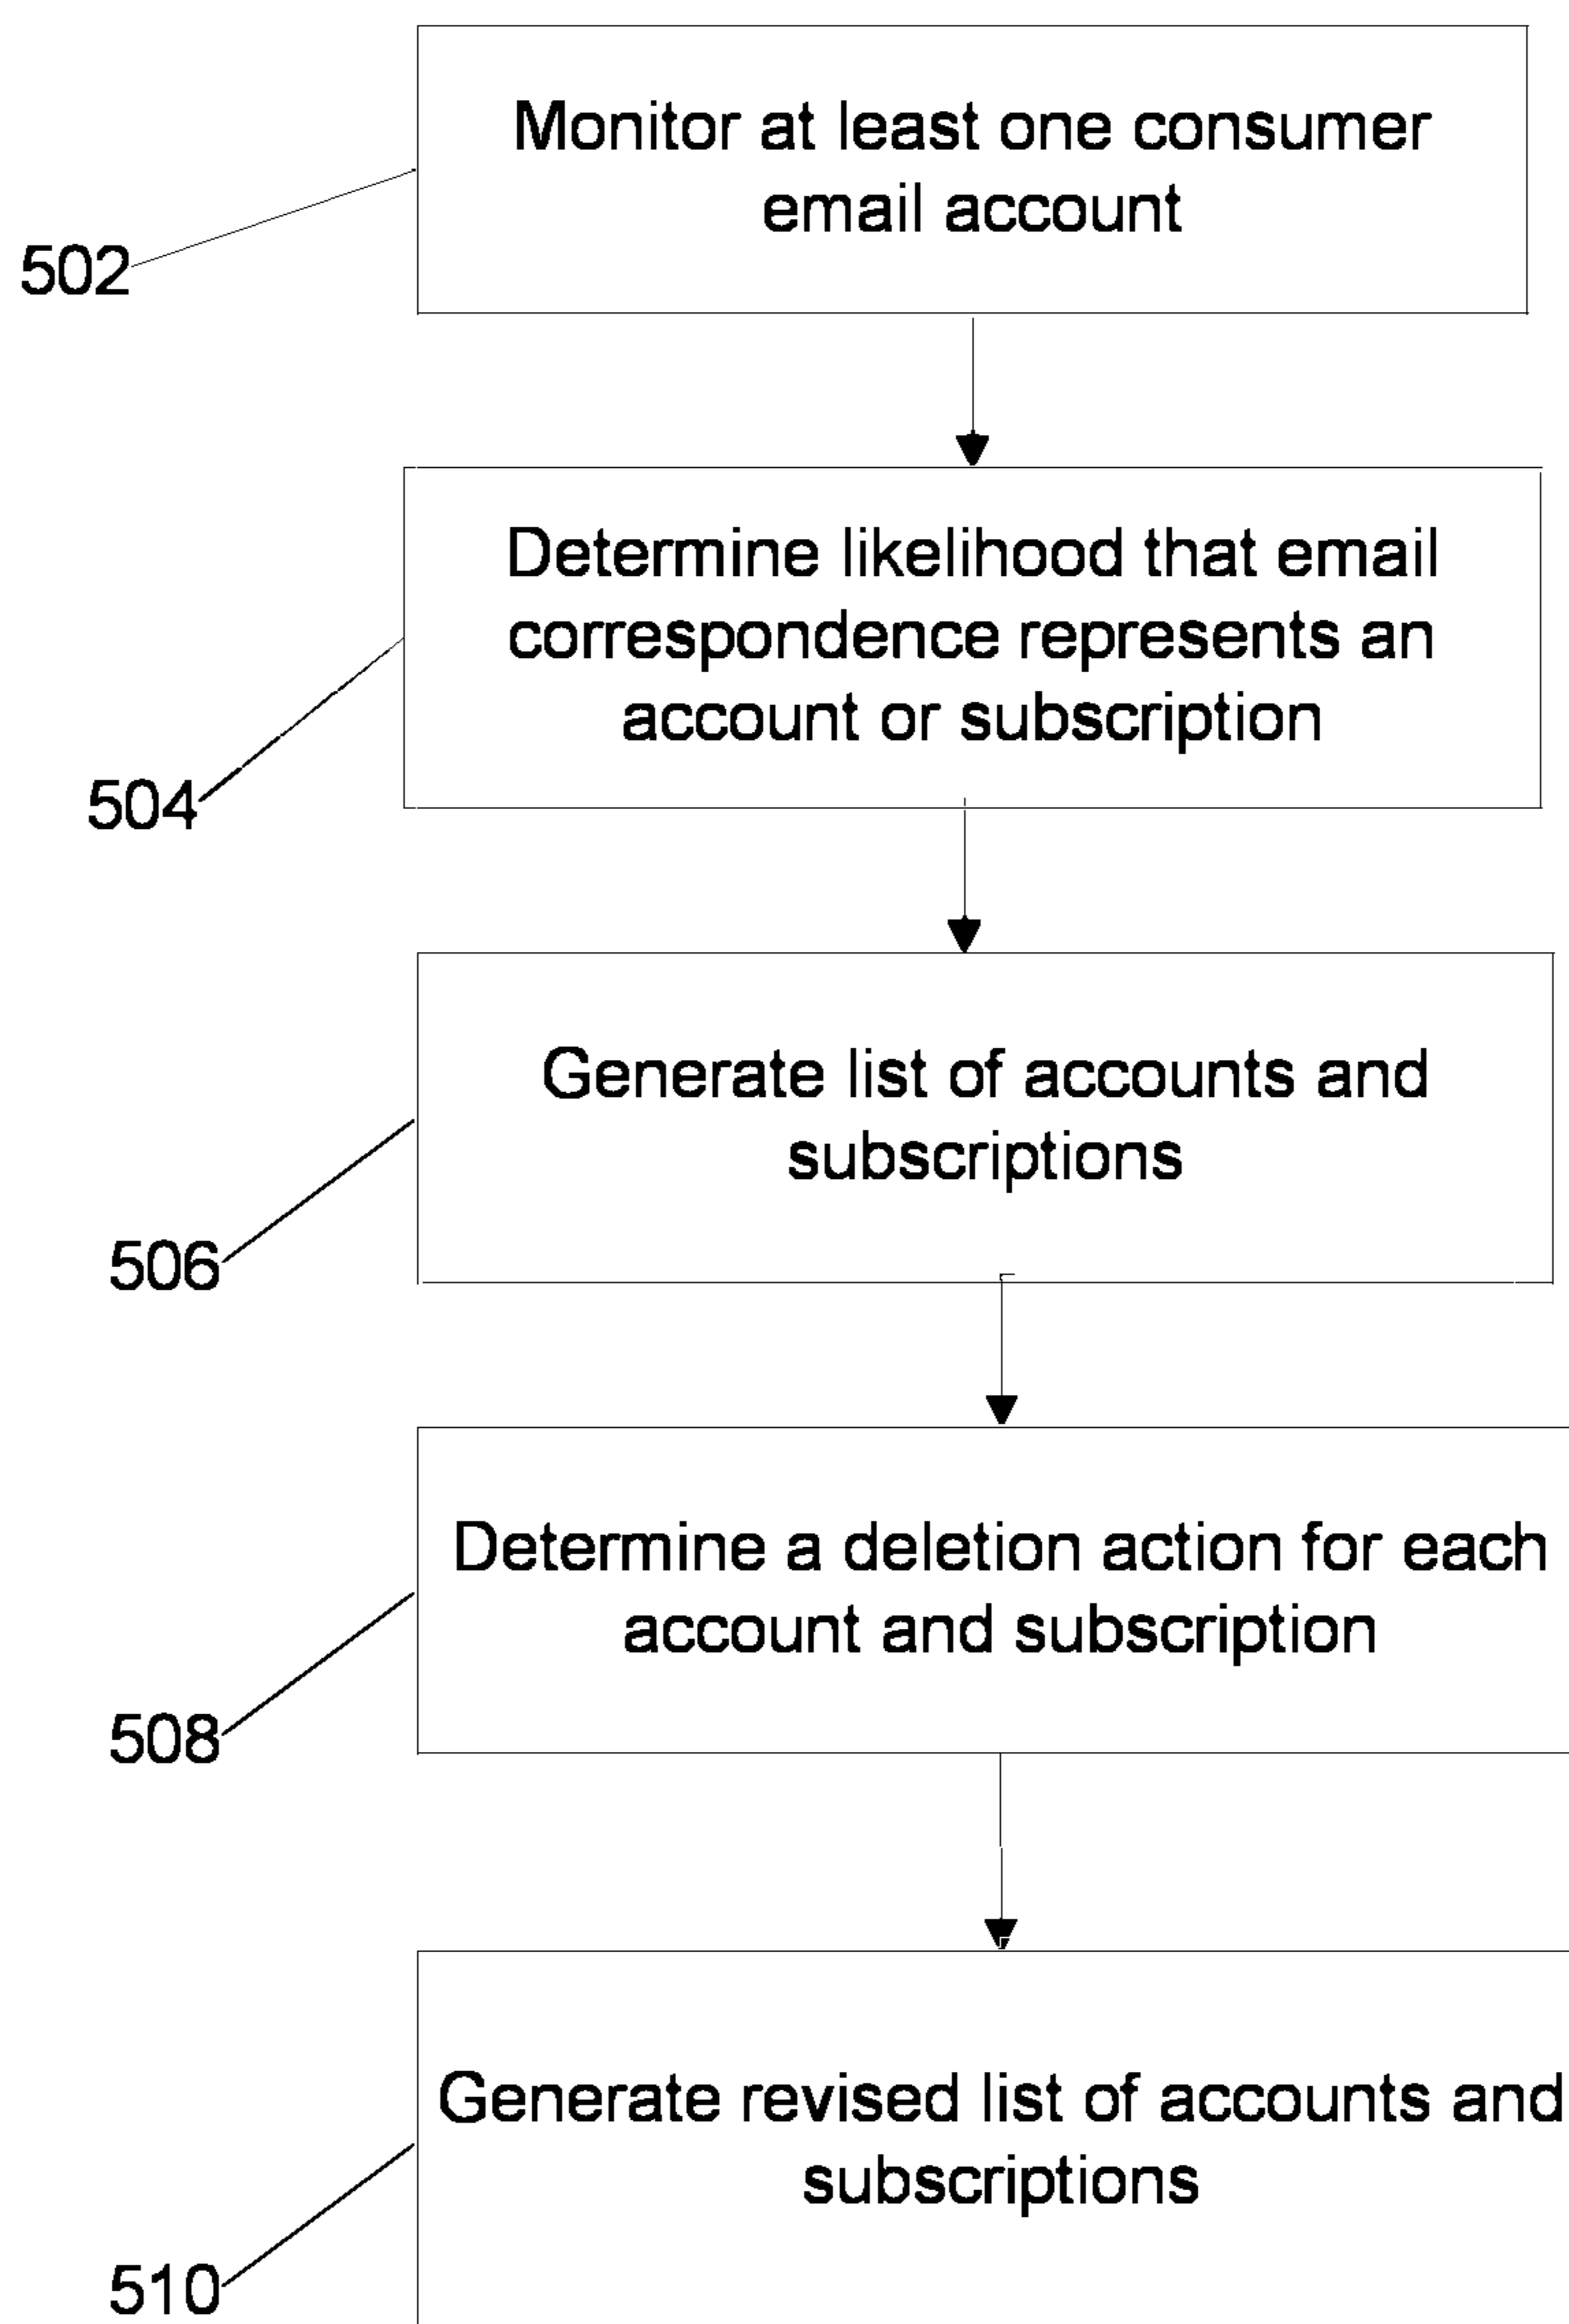 Monitor at least one consumer
email account
502
Determine likelihood that email
correspondence represents an
account or subscription
504
Generate list of accounts and
subscriptions
506
Determine a deletion action for each
account and subscription
508
Generate revised list of accounts and
subscriptions
510